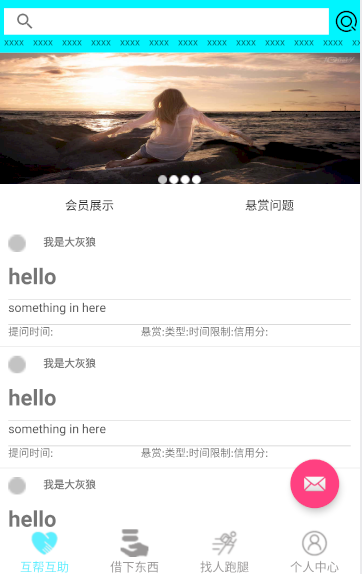 xxxx xxxx xxxx xxxx xxxx xxxx xxxx xxxx xxxx xxxx xxxx xxxx
会员展示 悬赏问题
我是大灰狼
hello
something in here
提问时间: 悬赏:类型:时间限制:信用分:
我是大灰狼
hello
something in here
提问时间: 悬赏:类型:时间限制:信用分:
我是大灰狼
hello
互帮互助 借下东西 找人跑腿 个人中心